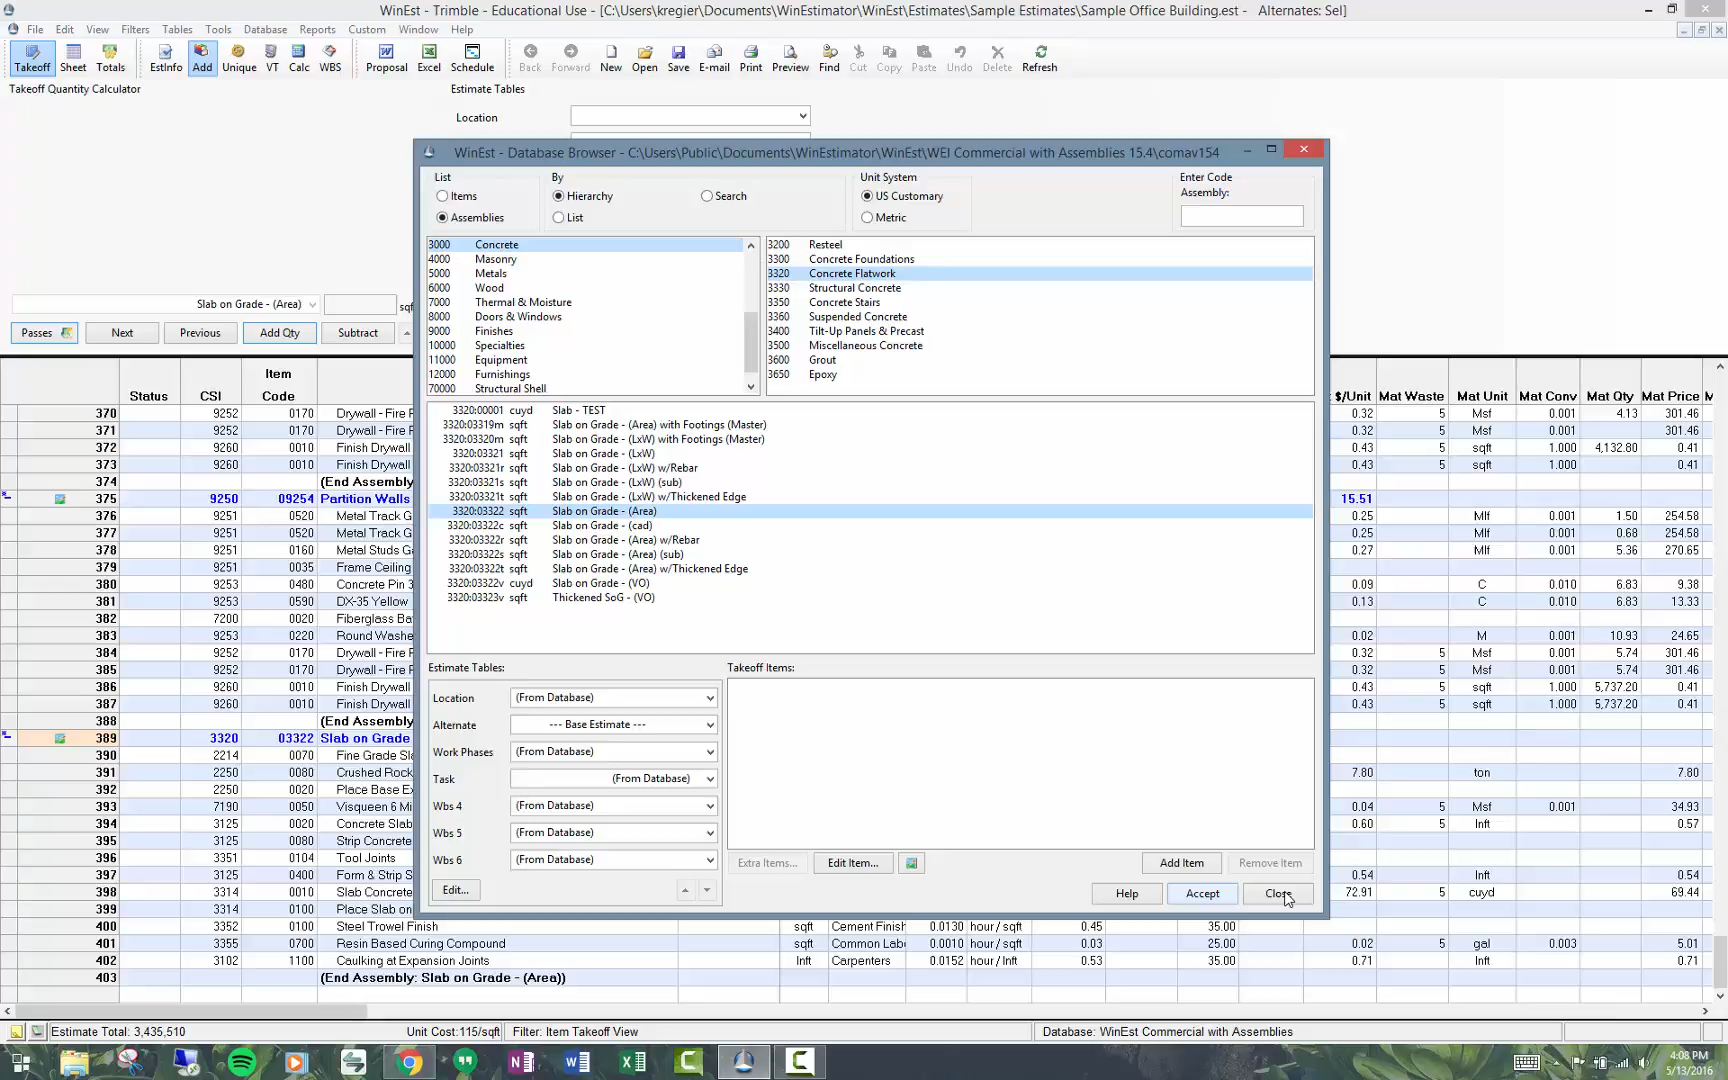 WinEst - Trimble - Educational Use - [C:\Users\kregier\Documents\WinEstimator\WinEst\Estimates\Sample Estimates\Sample Office Building.est - Alternates: Sel]
File Edit View Filters Tables Tools Database Reports Custom Window Help
Takeoff Sheet Totals EstInfo Add Unique VT Calc WBS Proposal Excel Schedule Back Forward New Open Save E-mail Print Preview Find Cut Copy Paste Undo Delete Refresh
Takeoff Quantity Calculator Estimate Tables
Location
WinEst - Database Browser - C:\Users\Public\Documents\WinEstimator\WinEst\WEI Commercial with Assemblies 15.4\comav154
List By Unit System Enter Code
Items Hierarchy Search US Customary Assembly:
Assemblies List Metric
3000 Concrete 3200 Resteel
4000 Masonry 3300 Concrete Foundations
5000 Metals 3320 Concrete Flatwork
6000 Wood 3330 Structural Concrete
7000 Thermal & Moisture 3350 Concrete Stairs
8000 Doors & Windows 3360 Suspended Concrete
9000 Finishes 3400 Tilt-Up Panels & Precast
10000 Specialties 3500 Miscellaneous Concrete
11000 Equipment 3600 Grout
12000 Furnishings 3650 Epoxy
70000 Structural Shell
Slab on Grade - (Area) sqft
Passes Next Previous Add Qty Subtract
3320:00001 cuyd Slab - TEST
3320:03319m sqft Slab on Grade - (Area) with Footings (Master)
3320:03320m sqft Slab on Grade - (LxW) with Footings (Master)
3320:03321 sqft Slab on Grade - (LxW)
3320:03321r sqft Slab on Grade - (LxW) w/Rebar
3320:03321s sqft Slab on Grade - (LxW) (sub)
3320:03321t sqft Slab on Grade - (LxW) w/Thickened Edge
3320:03322 sqft Slab on Grade - (Area)
3320:03322c sqft Slab on Grade - (cad)
3320:03322r sqft Slab on Grade - (Area) w/Rebar
3320:03322s sqft Slab on Grade - (Area) (sub)
3320:03322t sqft Slab on Grade - (Area) w/Thickened Edge
3320:03322v cuyd Slab on Grade - (VO)
3320:03323v sqft Thickened SoG - (VO)
Estimate Tables: Takeoff Items:
Location (From Database)
Alternate --- Base Estimate ---
Work Phases (From Database)
Task (From Database)
Wbs 4 (From Database)
Wbs 5 (From Database)
Wbs 6 (From Database)
Extra Items... Edit Item... Add Item Remove Item
Edit... Help Accept Close
Status CSI Item Code $/Unit Mat Waste Mat Unit Mat Conv Mat Qty Mat Price
370 9252 0170 Drywall - Fire F 0.32 5 Msf 0.001 4.13 301.46
371 9252 0170 Drywall - Fire F 0.32 5 Msf 0.001 301.46
372 9260 0010 Finish Drywall 0.43 5 sqft 1.000 4,132.80 0.41
373 9260 0010 Finish Drywall 0.43 5 sqft 1.000 0.41
374 (End Assembly
375 9250 09254 Partition Walls 15.51
376 9251 0520 Metal Track G 0.25 5 Mlf 0.001 1.50 254.58
377 9251 0520 Metal Track G 0.25 5 Mlf 0.001 0.68 254.58
378 9251 0160 Metal Studs G 0.27 5 Mlf 0.001 5.36 270.65
379 9251 0035 Frame Ceiling
380 9253 0480 Concrete Pin 3 0.09 5 C 0.010 6.83 9.38
381 9253 0590 DX-35 Yellow 0.13 5 C 0.010 6.83 13.33
382 7200 0020 Fiberglass Ba
383 9253 0220 Round Washe 0.02 5 M 0.001 10.93 24.65
384 9252 0170 Drywall - Fire F 0.32 5 Msf 0.001 5.74 301.46
385 9252 0170 Drywall - Fire F 0.32 5 Msf 0.001 5.74 301.46
386 9260 0010 Finish Drywall 0.43 5 sqft 1.000 5,737.20 0.41
387 9260 0010 Finish Drywall 0.43 5 sqft 1.000 5,737.20 0.41
388 (End Assembly
389 3320 03322 Slab on Grade
390 2214 0070 Fine Grade Sl
391 2250 0080 Crushed Rock 7.80 ton 7.80
392 2250 0020 Place Base E
393 7190 0050 Visqueen 6 Mi 0.04 5 Msf 0.001 34.93
394 3125 0020 Concrete Slab 0.60 5 lnft 0.57
395 3125 0080 Strip Concrete
396 3351 0104 Tool Joints
397 3125 0400 Form & Strip S 0.54 lnft 0.54
398 3314 0010 Slab Concrete 72.91 5 cuyd 69.44
399 3314 0100 Place Slab on
400 3352 0100 Steel Trowel Finish sqft Cement Finish 0.0130 hour / sqft 0.45 35.00
401 3355 0700 Resin Based Curing Compound sqft Common Lab 0.0010 hour / sqft 0.03 25.00 0.02 5 gal 0.003 5.01
402 3102 1100 Caulking at Expansion Joints lnft Carpenters 0.0152 hour / lnft 0.53 35.00 0.71 lnft 0.71
403 (End Assembly: Slab on Grade - (Area))
Estimate Total: 3,435,510 Unit Cost:115/sqft Filter: Item Takeoff View Database: WinEst Commercial with Assemblies
4:08 PM
5/13/2016